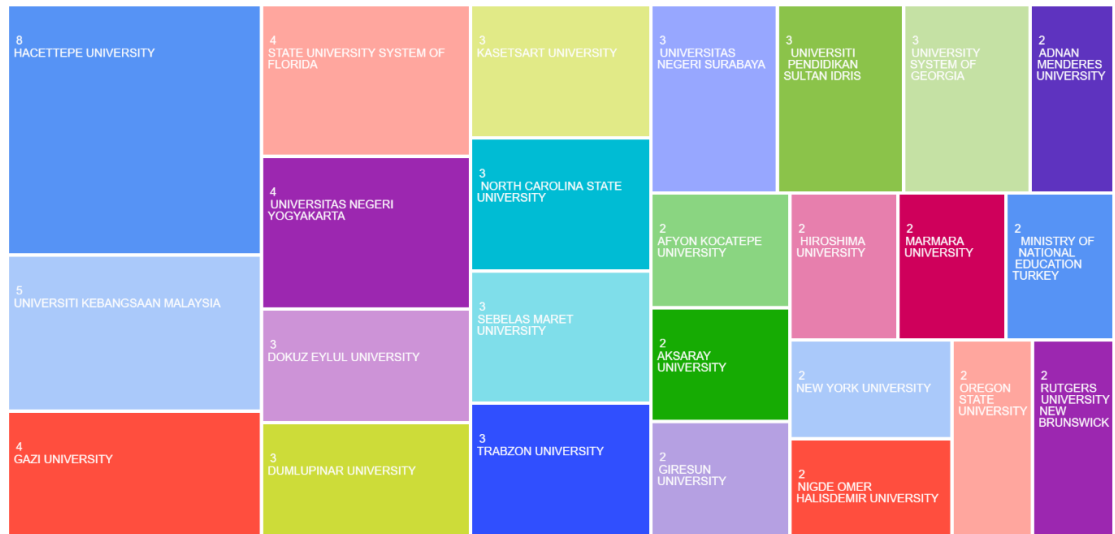 8
HACETTEPE UNIVERSITY
5
UNIVERSITI KEBANGSAAN MALAYSIA
4
GAZI UNIVERSITY
4
STATE UNIVERSITY SYSTEM OF
FLORIDA
4
UNIVERSITAS NEGERI
YOGYAKARTA
3
DOKUZ EYLUL UNIVERSITY
3
DUMLUPINAR UNIVERSITY
3
KASETSART UNIVERSITY
3
NORTH CAROLINA STATE
UNIVERSITY
3
SEBELAS MARET
UNIVERSITY
3
TRABZON UNIVERSITY
3
UNIVERSITAS
NEGERI SURABAYA
3
UNIVERSITI
PENDIDIKAN
SULTAN IDRIS
3
UNIVERSITY
SYSTEM OF
GEORGIA
2
ADNAN
MENDERES
UNIVERSITY
2
AFYON KOCATEPE
UNIVERSITY
2
AKSARAY
UNIVERSITY
2
GIRESUN
UNIVERSITY
2
HIROSHIMA
UNIVERSITY
2
MARMARA
UNIVERSITY
2
MINISTRY OF
NATIONAL
EDUCATION
TURKEY
2
NEW YORK UNIVERSITY
2
NIGDE OMER
HALISDEMIR UNIVERSITY
2
OREGON
STATE
UNIVERSITY
2
RUTGERS
UNIVERSITY
NEW
BRUNSWICK